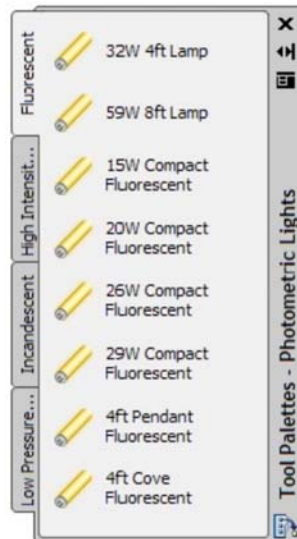 Fluorescent
High Intensit...
Incandescent
Low Pressure...
32W 4ft Lamp
59W 8ft Lamp
15W Compact
Fluorescent
20W Compact
Fluorescent
26W Compact
Fluorescent
29W Compact
Fluorescent
4ft Pendant
Fluorescent
4ft Cove
Fluorescent
Tool Palettes - Photometric Lights